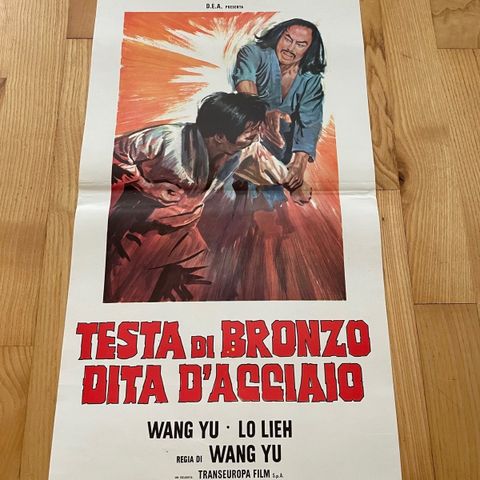 D.E.A. PRESENTA
TESTA DI BRONZO
DITA D'ACCIAIO
WANG YU · LO LIEH
REGIA DI WANG YU
TRANSEUROPA FILM S.p.A.